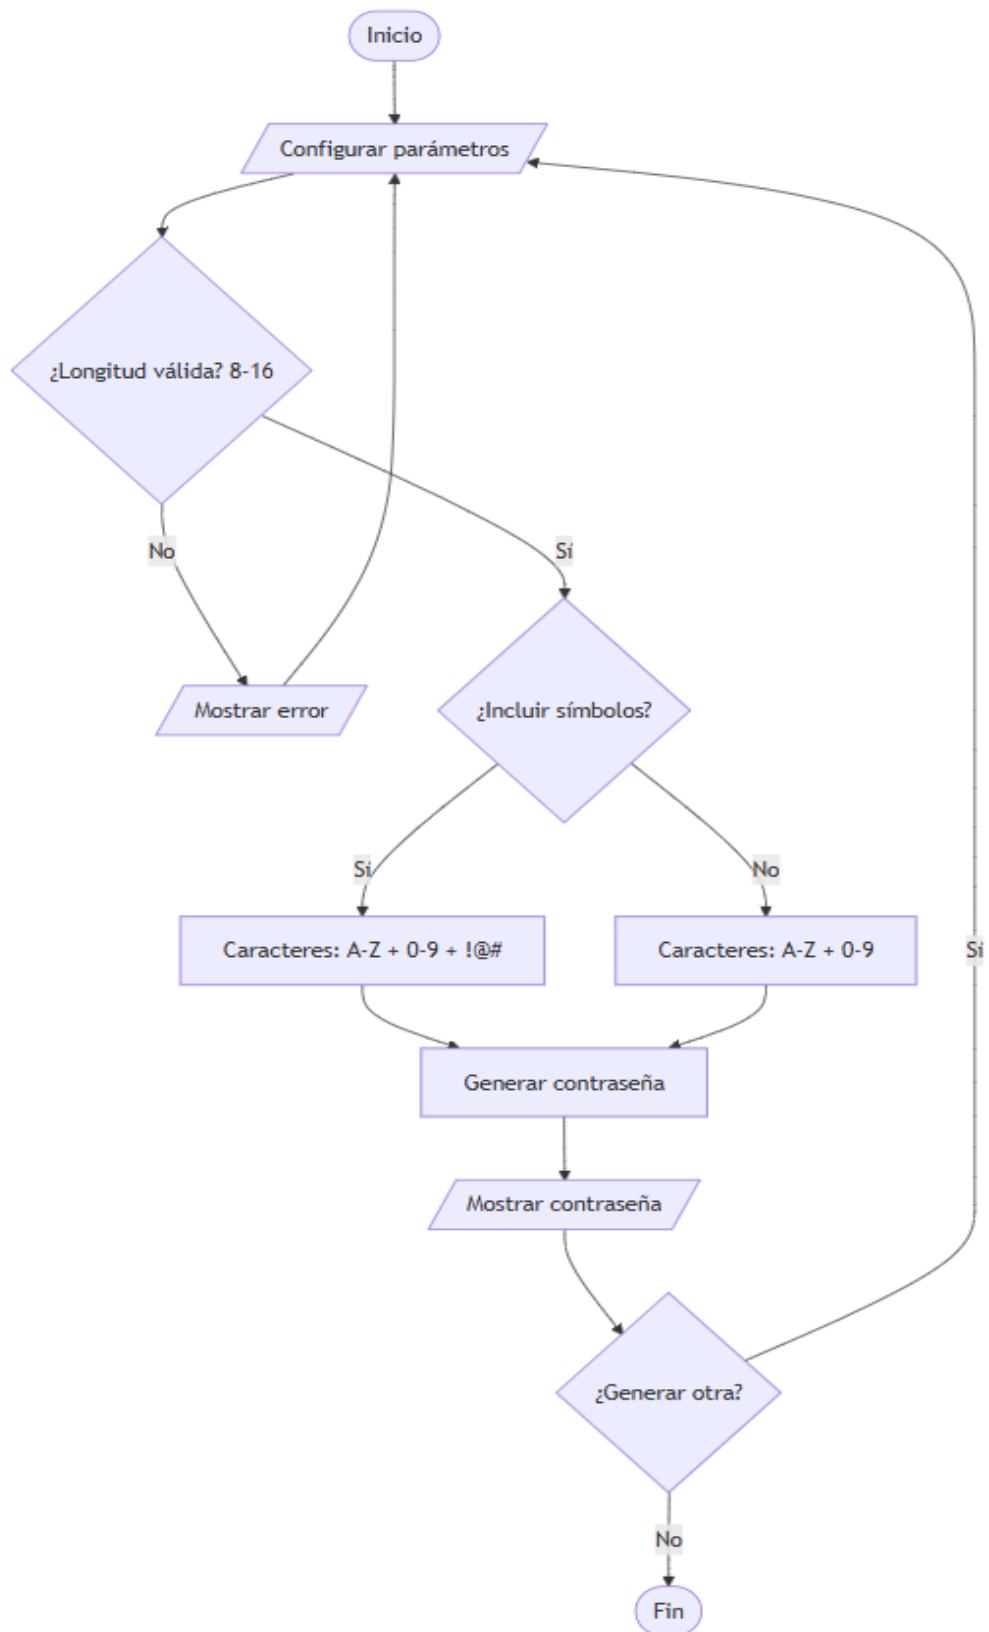 Inicio
Configurar parámetros
¿Longitud válida? 8-16
No
Sí
Mostrar error
¿Incluir símbolos?
Sí
No
Caracteres: A-Z + 0-9 + !@#
Caracteres: A-Z + 0-9
Sí
Generar contraseña
Mostrar contraseña
¿Generar otra?
No
Fin